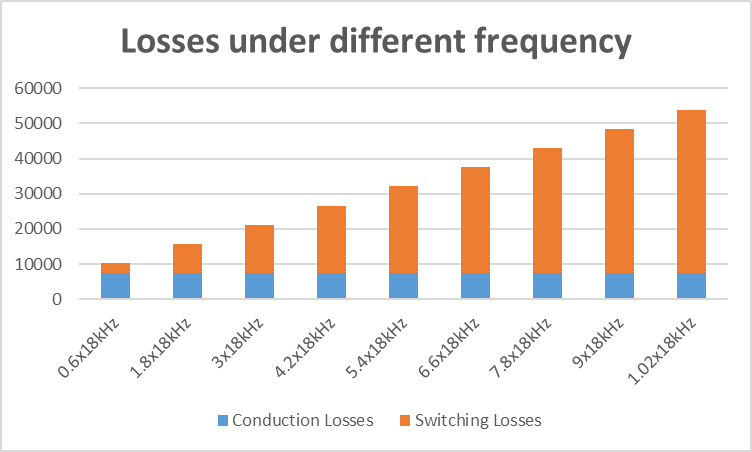 Losses under different frequency
60000
50000
40000
30000
20000
10000
0
0.6x18kHz
1.8x18kHz
3x18kHz
4.2x18kHz
5.4x18kHz
6.6x18kHz
7.8x18kHz
9x18kHz
1.02x18kHz
Conduction Losses
Switching Losses